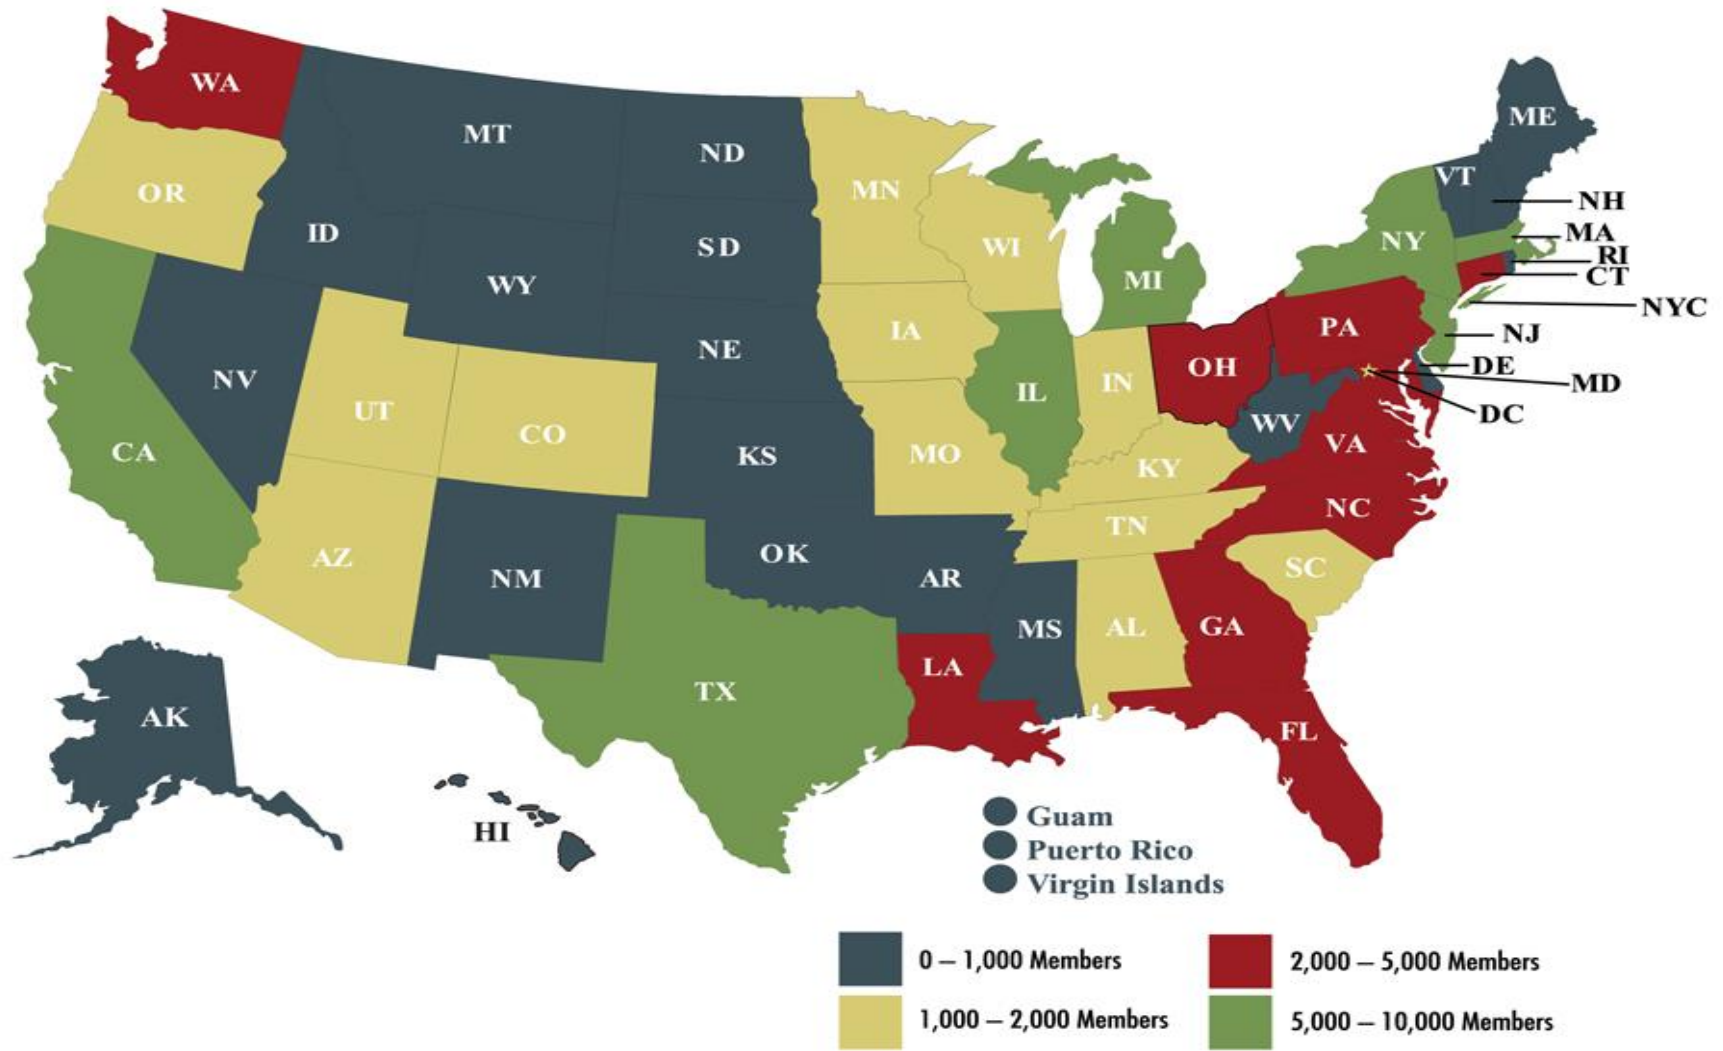 WA
MT
ND
MN
ME
VT
OR
ID
SD
WI
MI
NY
NH
MA
RI
CT
NYC
WY
IA
PA
NJ
NE
OH
DE
MD
DC
NV
UT
CO
IL
IN
WV
VA
CA
KS
MO
KY
NC
AZ
NM
OK
AR
TN
SC
MS
AL
GA
LA
TX
FL
AK
HI
Guam
Puerto Rico
Virgin Islands
0 – 1,000 Members
2,000 – 5,000 Members
1,000 – 2,000 Members
5,000 – 10,000 Members